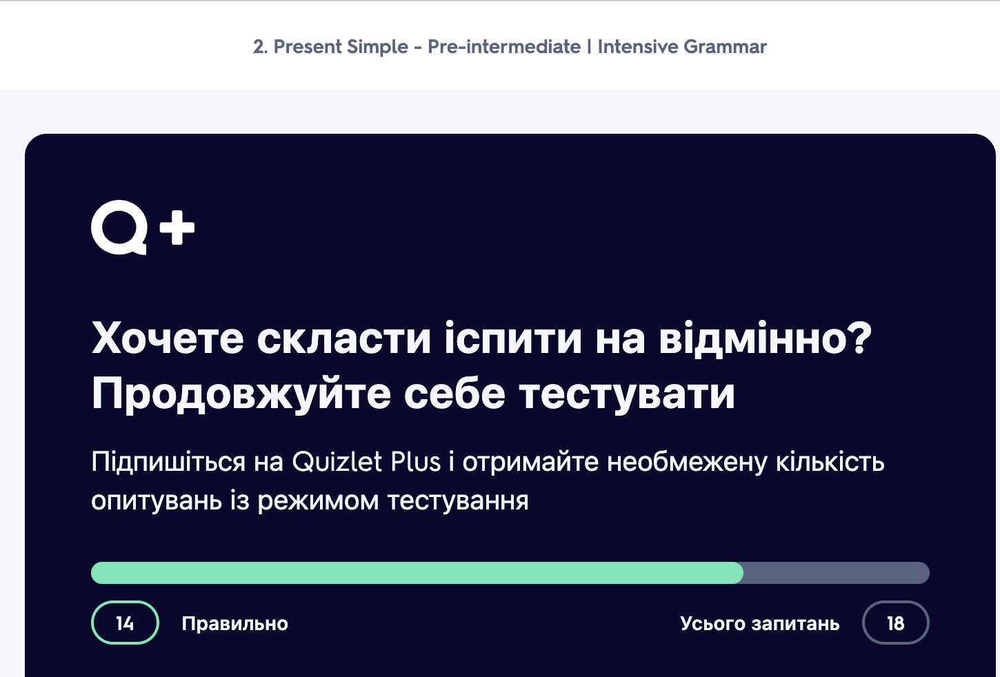 2. Present Simple - Pre-intermediate | Intensive Grammar
Q+
Хочете скласти іспити на відмінно?
Продовжуйте себе тестувати
Підпишіться на Quizlet Plus і отримайте необмежену кількість
опитувань із режимом тестування
14 Правильно Усього запитань 18